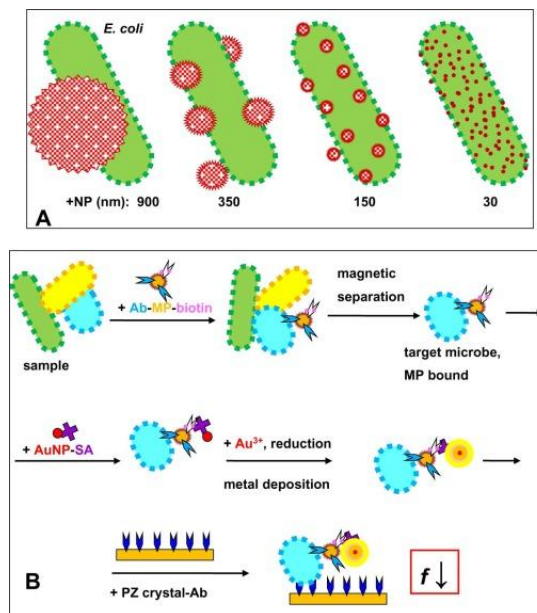 E. coli
+NP (nm): 900 350 150 30
A
+ Ab-MP-biotin
magnetic
separation
sample
target microbe,
MP bound
+ AuNP-SA
+ Au³⁺, reduction
metal deposition
B
+ PZ crystal-Ab
f ↓